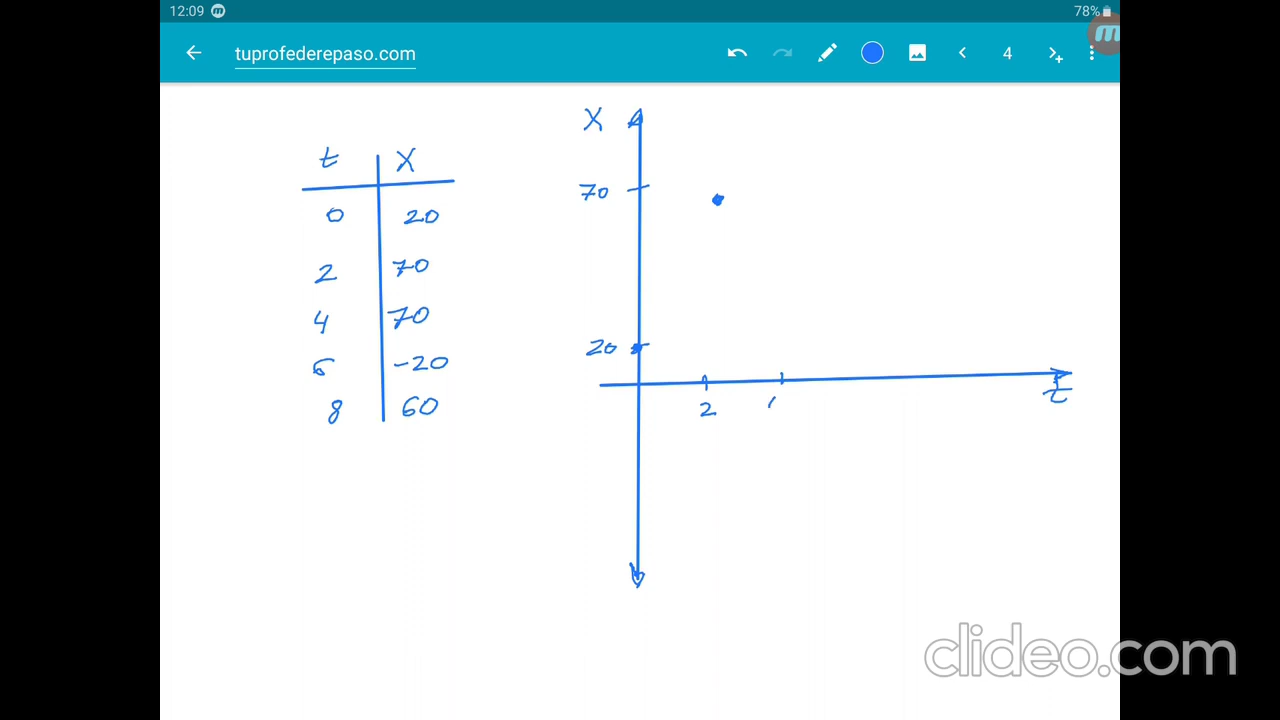 12:09
78%
tuprofederepaso.com
4
t X
0 20
2 70
4 70
6 -20
8 60
X
70
20
2
t
clideo.com